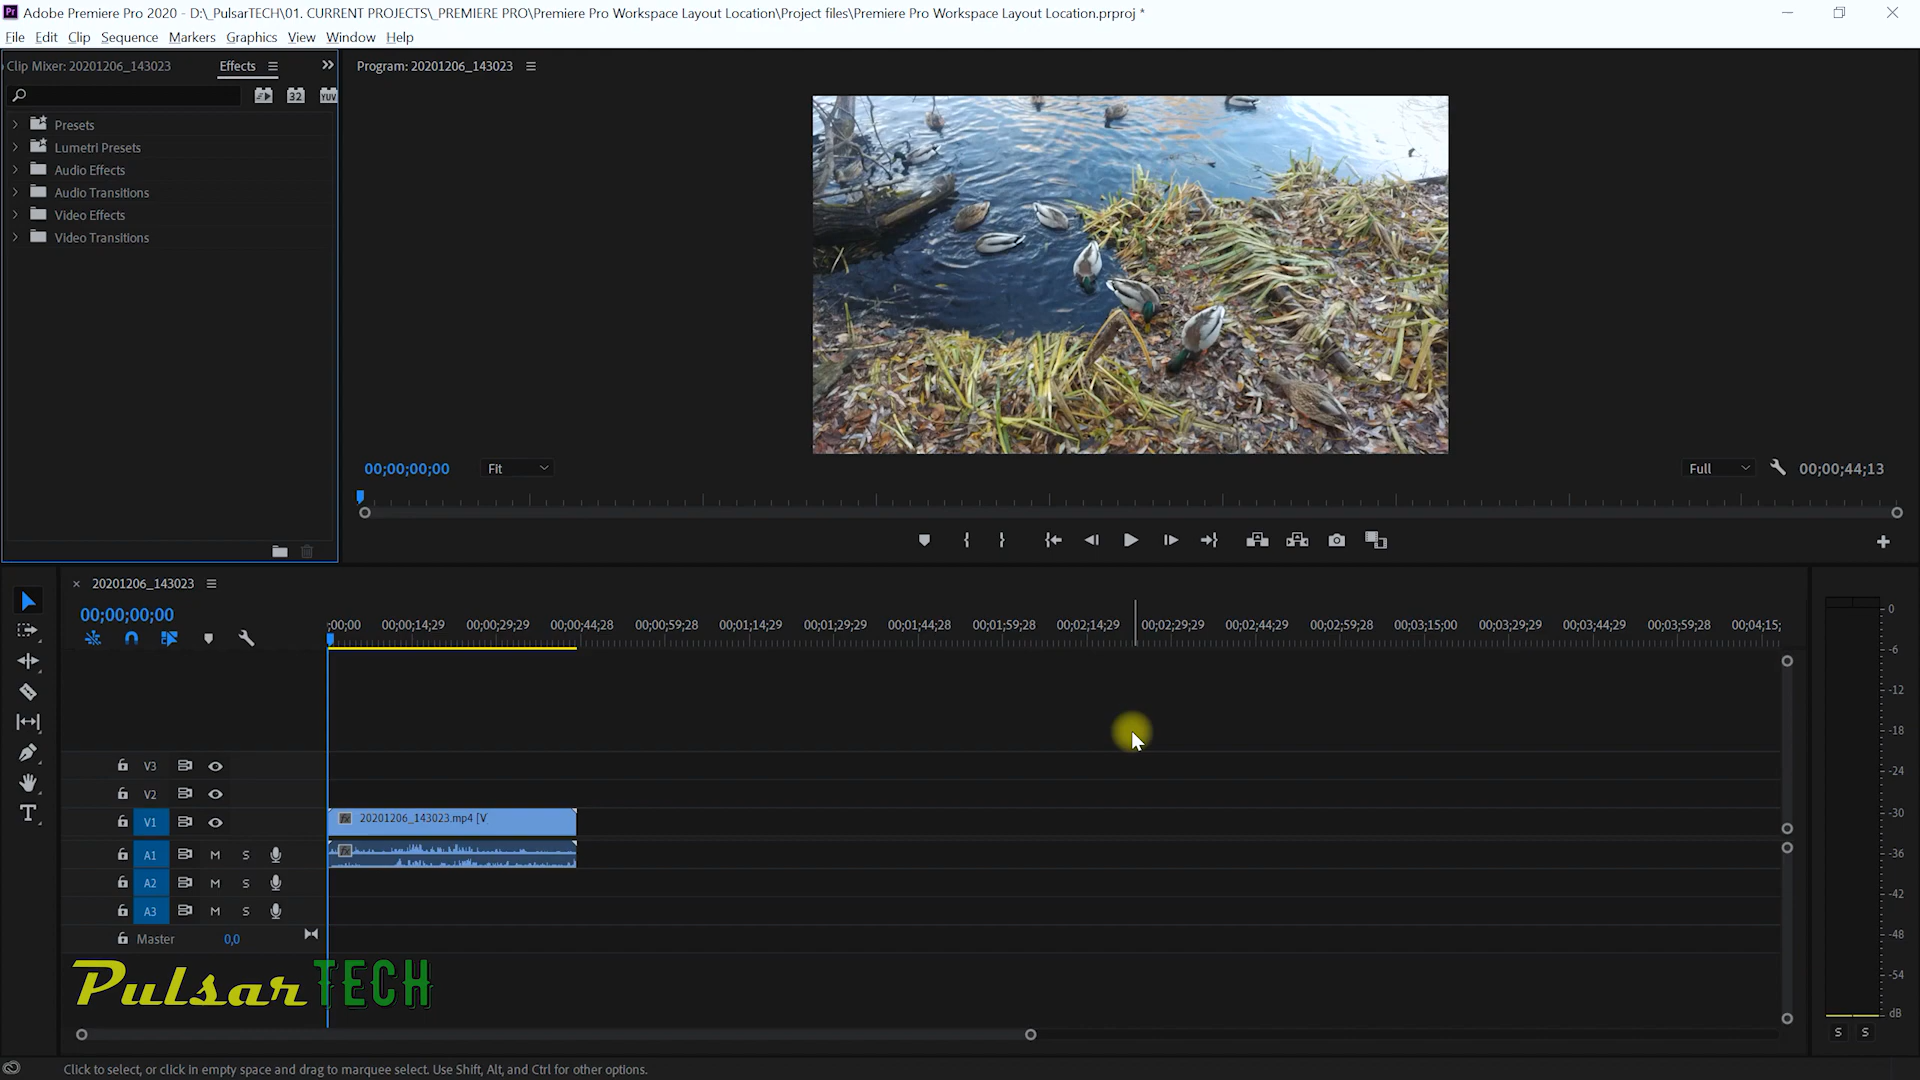 Adobe Premiere Pro 2020 - D:\_PulsarTECH\01. CURRENT PROJECTS\_PREMIERE PRO\Premiere Pro Workspace Layout Location\Project files\Premiere Pro Workspace Layout Location.prproj *
File Edit Clip Sequence Markers Graphics View Window Help
Clip Mixer: 20201206_143023 Effects Program: 20201206_143023
32 YUV
Presets
Lumetri Presets
Audio Effects
Audio Transitions
Video Effects
Video Transitions
00;00;00;00 Fit Full 00;00;44;13
20201206_143023
00;00;00;00
;00;00 00;00;14;29 00;00;29;29 00;00;44;28 00;00;59;28 00;01;14;29 00;01;29;29 00;01;44;28 00;01;59;28 00;02;14;29 00;02;29;29 00;02;44;29 00;02;59;28 00;03;15;00 00;03;29;29 00;03;44;29 00;03;59;28 00;04;15;
V3
V2
V1 20201206_143023.mp4 [V
A1 M S
A2 M S
A3 M S
Master 0,0
PulsarTECH
0
-6
-12
-18
-24
-30
-36
-42
-48
-54
dB
S S
T
Click to select, or click in empty space and drag to marquee select. Use Shift, Alt, and Ctrl for other options.